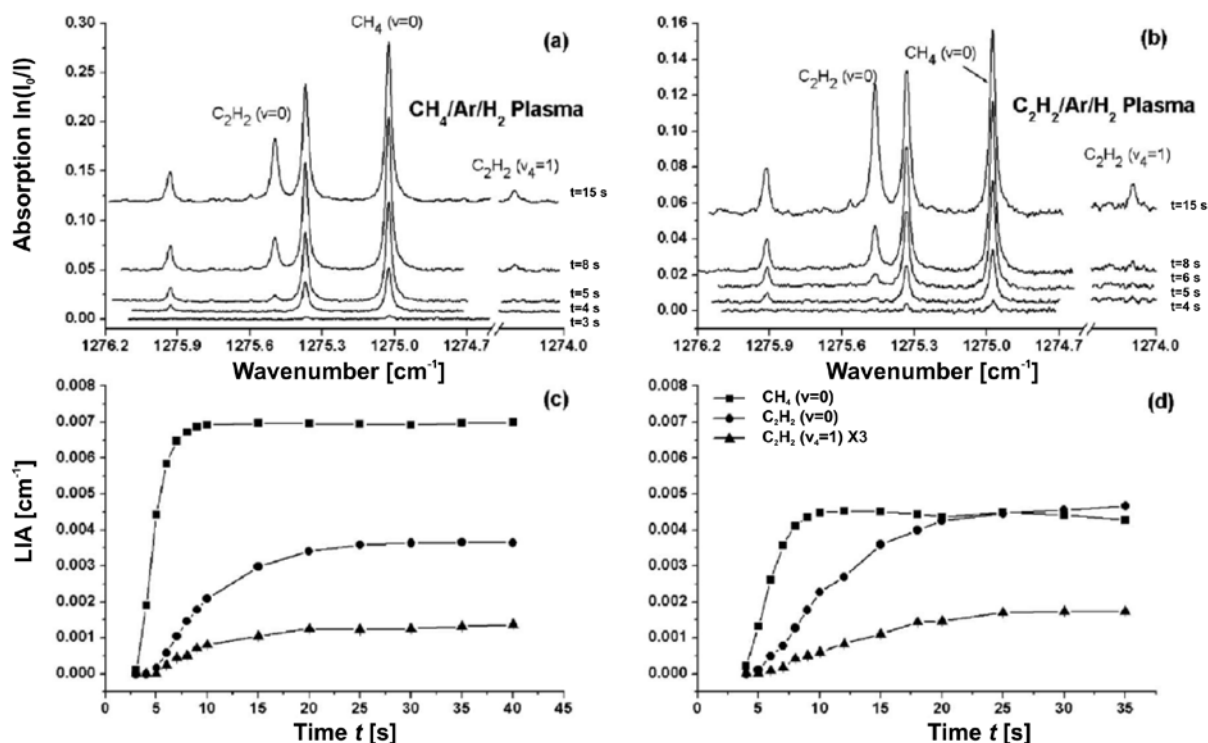 (a)
CH₄ (v=0)
C₂H₂ (v=0)
CH₄/Ar/H₂ Plasma
C₂H₂ (v₄=1)
t=15 s
t=8 s
t=5 s
t=4 s
t=3 s
Absorption ln(I₀/I)
0.30
0.25
0.20
0.15
0.10
0.05
0.00
1276.2 1275.9 1275.6 1275.3 1275.0 1274.7 1274.0
Wavenumber [cm⁻¹]
(b)
CH₄ (v=0)
C₂H₂ (v=0)
C₂H₂/Ar/H₂ Plasma
C₂H₂ (v₄=1)
t=15 s
t=8 s
t=6 s
t=5 s
t=4 s
0.16
0.14
0.12
0.10
0.08
0.06
0.04
0.02
0.00
1276.2 1275.9 1275.6 1275.3 1275.0 1274.7 1274.0
Wavenumber [cm⁻¹]
(c)
LIA [cm⁻¹]
0.008
0.007
0.006
0.005
0.004
0.003
0.002
0.001
0.000
0 5 10 15 20 25 30 35 40 45
Time t [s]
(d)
CH₄ (v=0)
C₂H₂ (v=0)
C₂H₂ (v₄=1) X3
0.008
0.007
0.006
0.005
0.004
0.003
0.002
0.001
0.000
0 5 10 15 20 25 30 35
Time t [s]